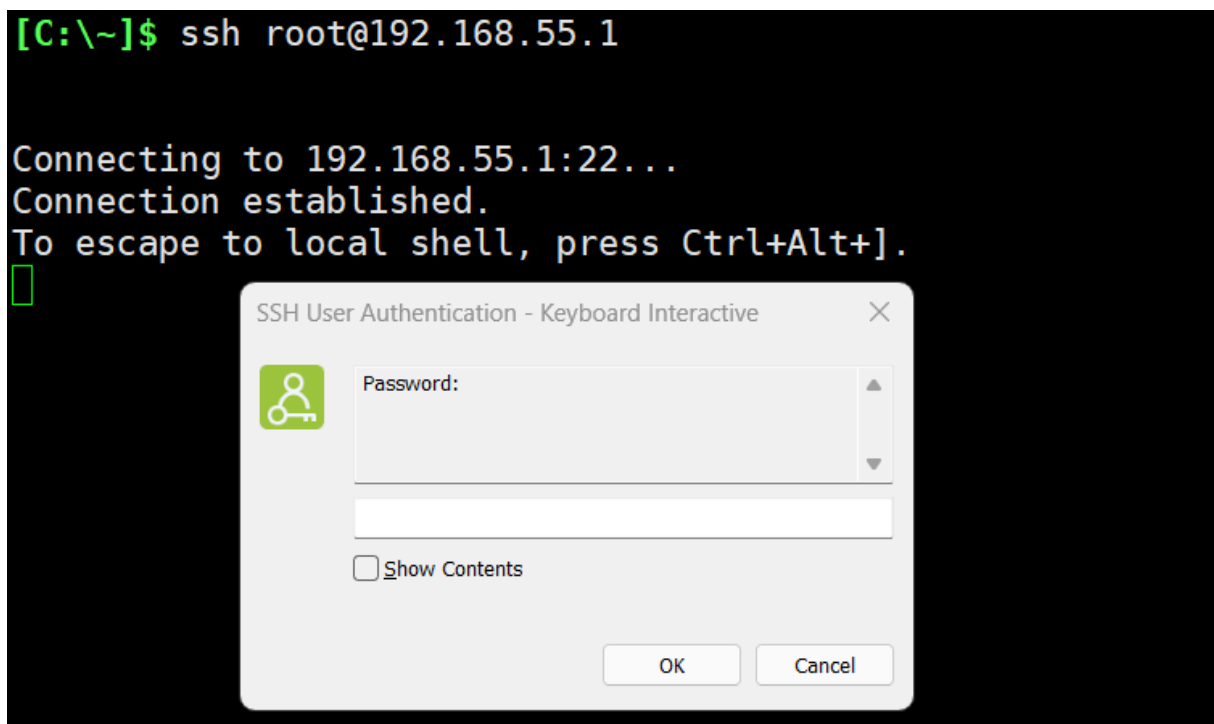 [C:\~]$ ssh root@192.168.55.1
Connecting to 192.168.55.1:22...
Connection established.
To escape to local shell, press Ctrl+Alt+].
SSH User Authentication - Keyboard Interactive
Password:
Show Contents
OK Cancel